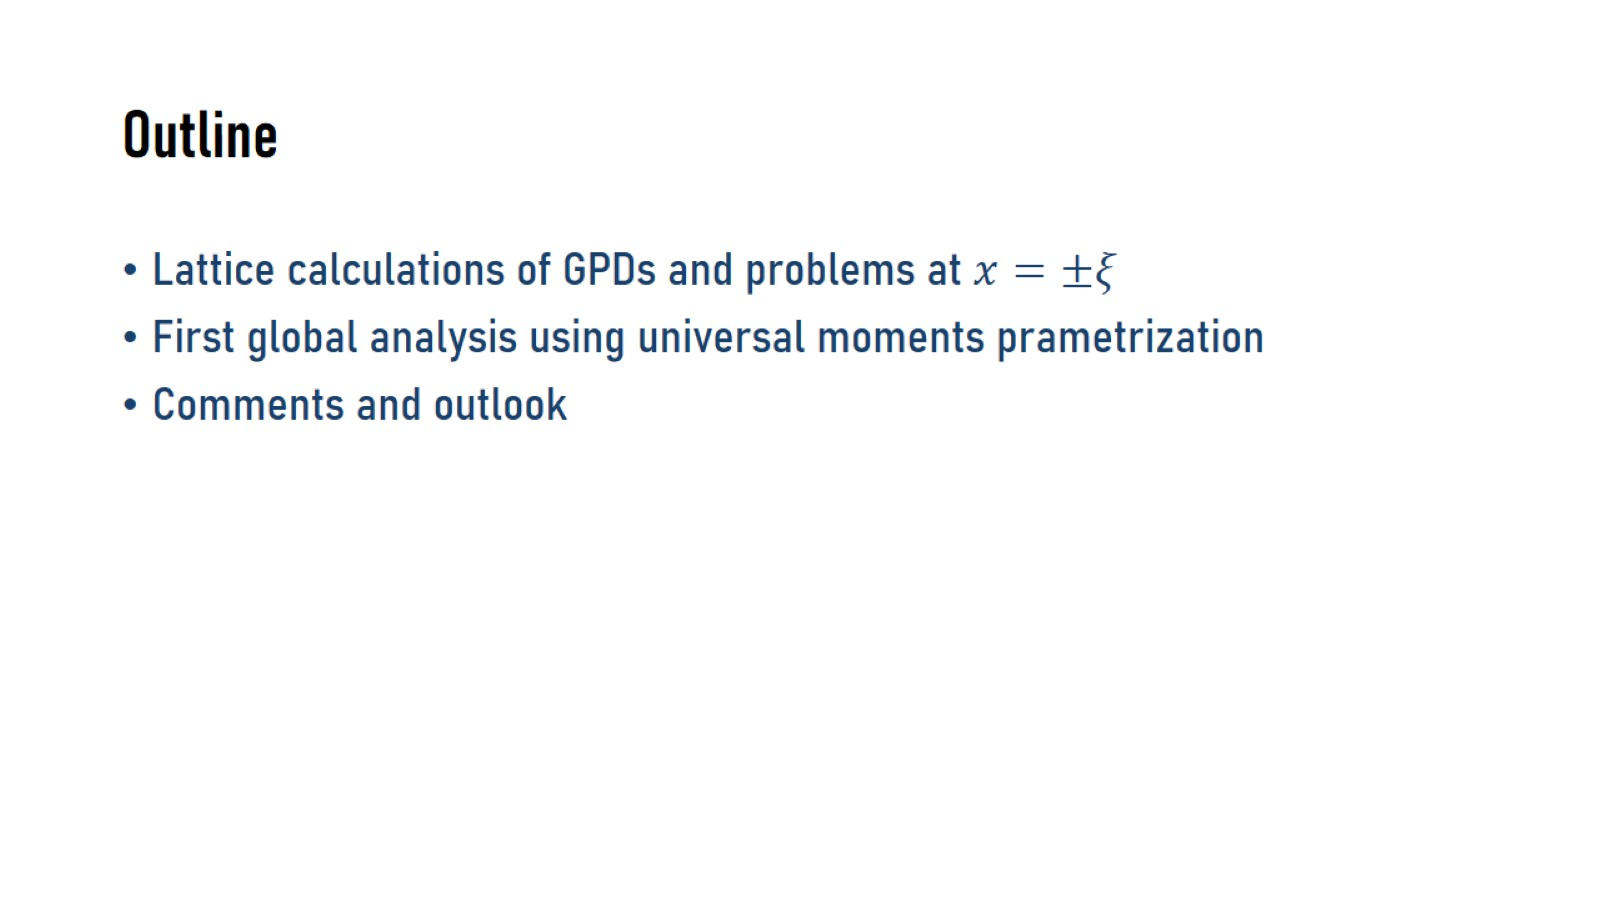 Outline
• Lattice calculations of GPDs and problems at x = ±ξ
• First global analysis using universal moments prametrization
• Comments and outlook